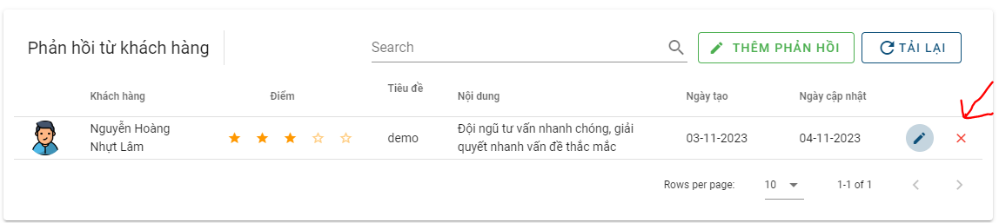 Phản hồi từ khách hàng
Search
THÊM PHẢN HỒI
TẢI LẠI
Khách hàng
Điểm
Tiêu đề
Nội dung
Ngày tạo
Ngày cập nhật
Nguyễn Hoàng
Nhựt Lâm
demo
Đội ngũ tư vấn nhanh chóng, giải
quyết nhanh vấn đề thắc mắc
03-11-2023
04-11-2023
Rows per page:
10
1-1 of 1